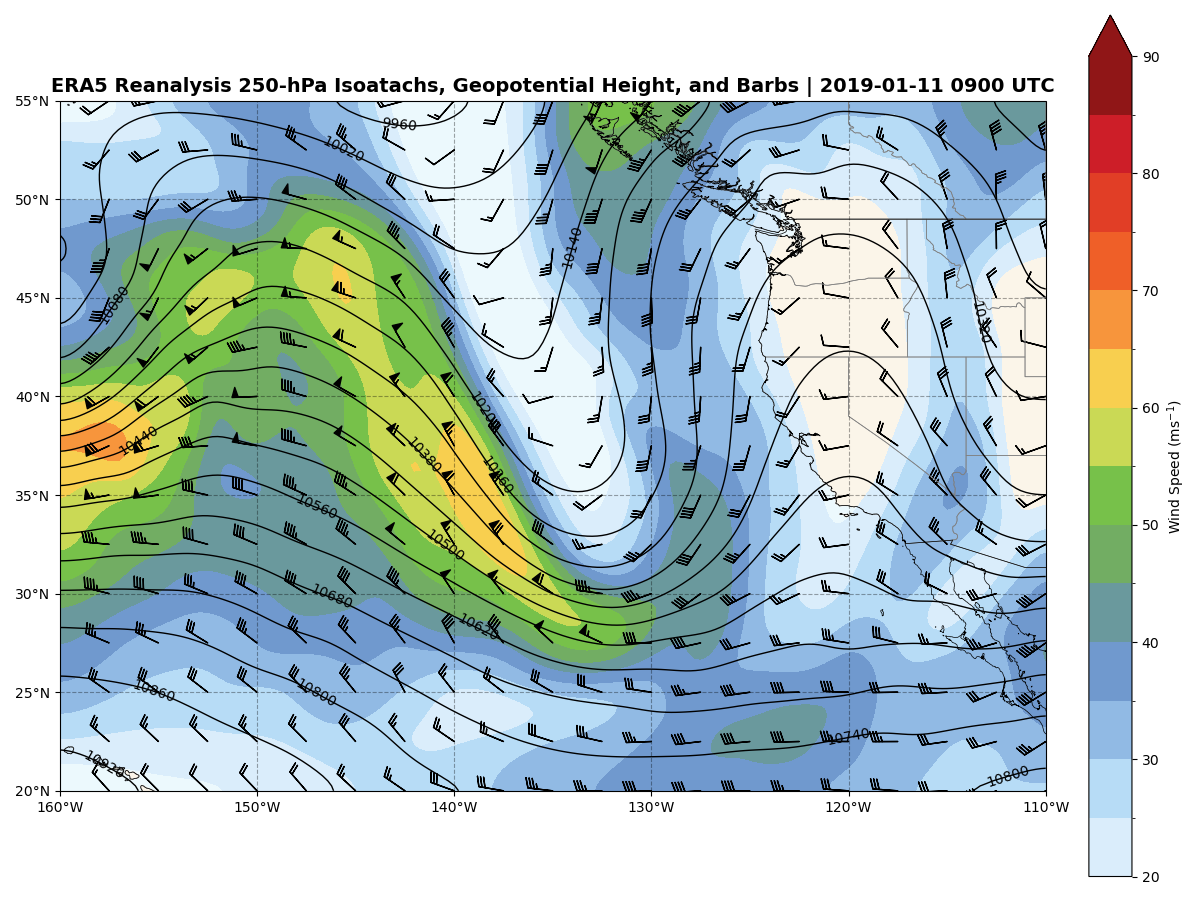 ERA5 Reanalysis 250-hPa Isoatachs, Geopotential Height, and Barbs | 2019-01-11 0900 UTC
55°N
50°N
45°N
40°N
35°N
30°N
25°N
20°N
160°W
150°W
140°W
130°W
120°W
110°W
9960
10020
10140
10080
10320
10200
10440
10380
10260
10560
10500
10680
10620
10860
10800
10740
10920
10800
90
80
70
60
50
40
30
20
Wind Speed (ms⁻¹)